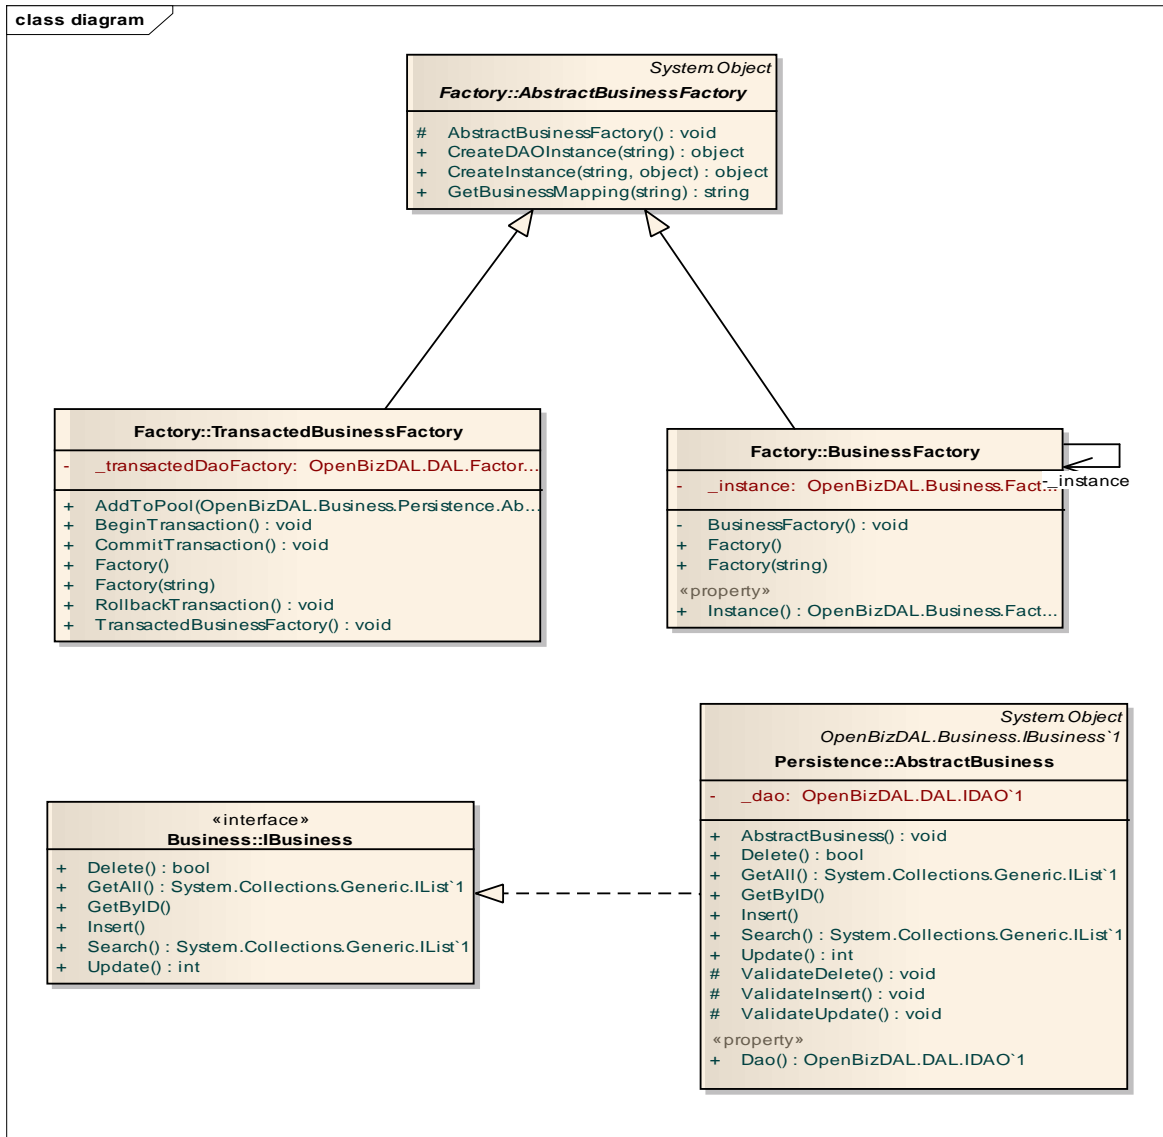 class diagram
System.Object
Factory::AbstractBusinessFactory
# AbstractBusinessFactory() : void
+ CreateDAOInstance(string) : object
+ CreateInstance(string, object) : object
+ GetBusinessMapping(string) : string
Factory::TransactedBusinessFactory
- _transactedDaoFactory: OpenBizDAL.DAL.Factor...
+ AddToPool(OpenBizDAL.Business.Persistence.Ab...
+ BeginTransaction() : void
+ CommitTransaction() : void
+ Factory()
+ Factory(string)
+ RollbackTransaction() : void
+ TransactedBusinessFactory() : void
Factory::BusinessFactory
- _instance: OpenBizDAL.Business.Fact...
- BusinessFactory() : void
+ Factory()
+ Factory(string)
«property»
+ Instance() : OpenBizDAL.Business.Fact...
-_instance
«interface»
Business::IBusiness
+ Delete() : bool
+ GetAll() : System.Collections.Generic.IList`1
+ GetByID()
+ Insert()
+ Search() : System.Collections.Generic.IList`1
+ Update() : int
System.Object
OpenBizDAL.Business.IBusiness`1
Persistence::AbstractBusiness
- _dao: OpenBizDAL.DAL.IDAO`1
+ AbstractBusiness() : void
+ Delete() : bool
+ GetAll() : System.Collections.Generic.IList`1
+ GetByID()
+ Insert()
+ Search() : System.Collections.Generic.IList`1
+ Update() : int
# ValidateDelete() : void
# ValidateInsert() : void
# ValidateUpdate() : void
«property»
+ Dao() : OpenBizDAL.DAL.IDAO`1